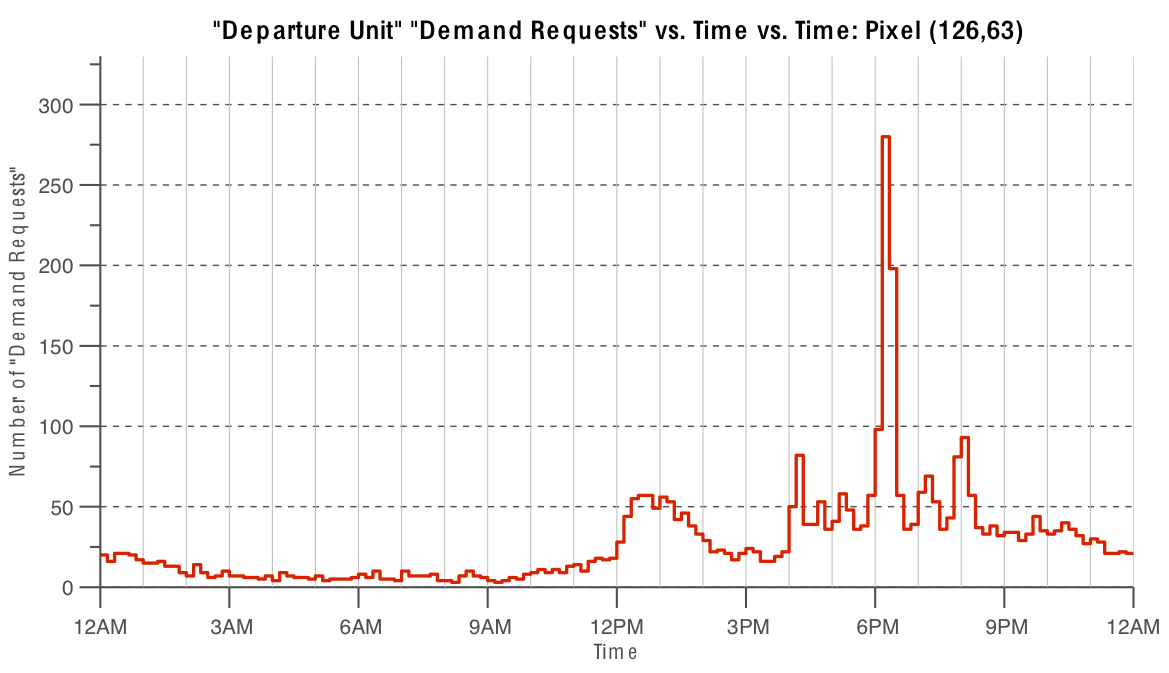 "Departure Unit" "Demand Requests" vs. Time vs. Time: Pixel (126,63)
Number of "Demand Requests"
300
250
200
150
100
50
0
12AM 3AM 6AM 9AM 12PM 3PM 6PM 9PM 12AM
Time